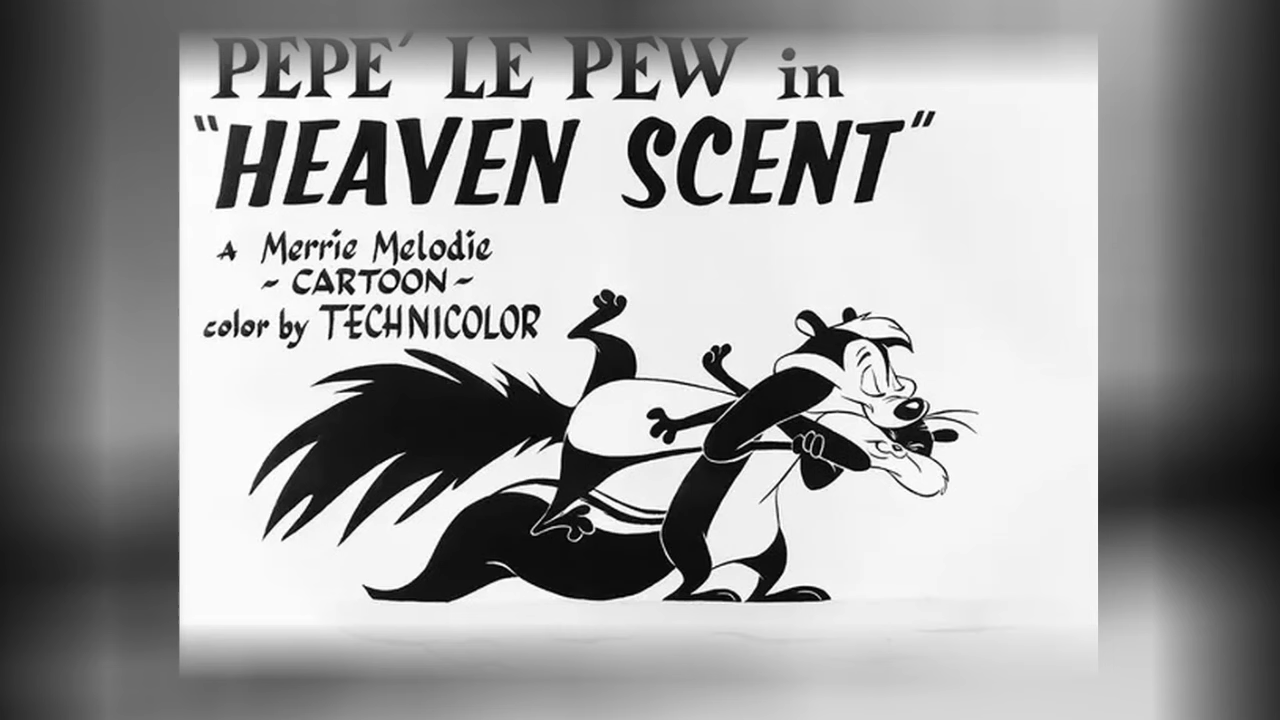 PEPE´ LE PEW in
"HEAVEN SCENT"
A Merrie Melodie
~ CARTOON ~
color by TECHNICOLOR